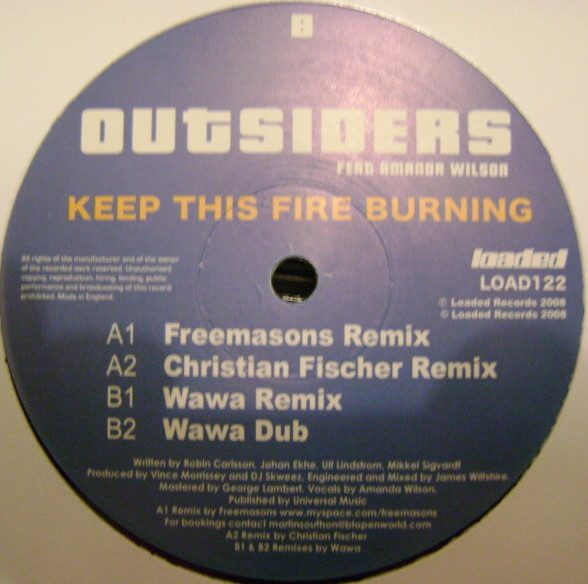 B
OUTSIDERS
FEAT AMANDA WILSON
KEEP THIS FIRE BURNING
All rights of the manufacturer and of the owner
of the recorded work reserved. Unauthorised
copying, reproduction, hiring, lending, public
performance and broadcasting of this record
prohibited. Made in England.
loaded
LOAD122
℗ Loaded Records 2008
© Loaded Records 2008
A1 Freemasons Remix
A2 Christian Fischer Remix
B1 Wawa Remix
B2 Wawa Dub
Written by Robin Carlsson, Johan Ekhe, Ulf Lindstrom, Mikkel Sigvardt
Produced by Vince Morrissey and DJ Skweez. Engineered and Mixed by James Wiltshire.
Mastered by George Lambert. Vocals by Amanda Wilson.
Published by Universal Music
A1 Remix by Freemasons www.myspace.com/freemasons
For bookings contact martinsouthon@btopenworld.com
A2 Remix by Christian Fischer
B1 & B2 Remixes by Wawa